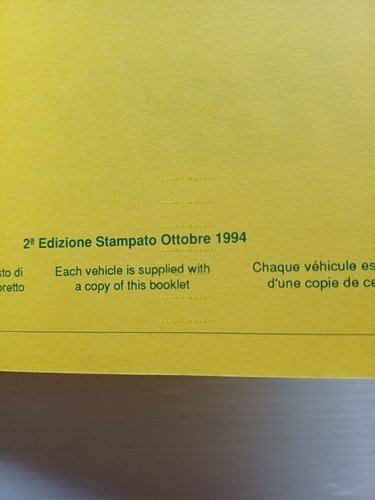 2ª Edizione Stampato Ottobre 1994
sto di
oretto
Each vehicle is supplied with
a copy of this booklet
Chaque véhicule es
d'une copie de ce